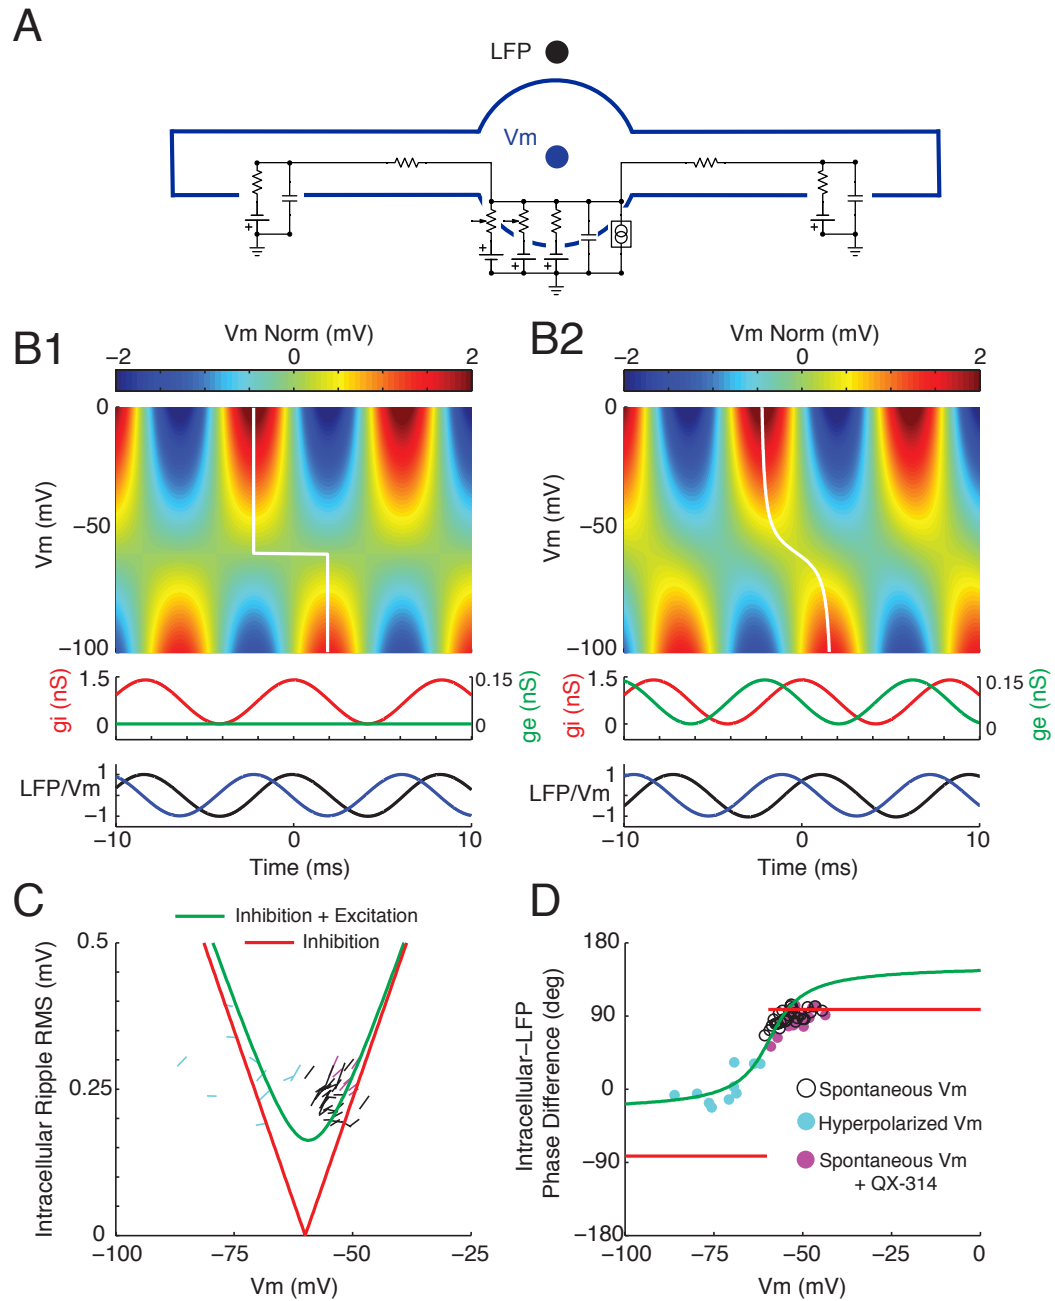 A
LFP
Vm
+
+ + +
+
B1
Vm Norm (mV)
−2 0 2
0
−50
−100
Vm (mV)
1.5
0
gi (nS)
0.15
0
ge (nS)
1
−1
LFP/Vm
−10 0 10
Time (ms)
B2
Vm Norm (mV)
−2 0 2
0
−50
−100
Vm (mV)
1.5
0
gi (nS)
0.15
0
ge (nS)
1
−1
LFP/Vm
−10 0 10
Time (ms)
C
Inhibition + Excitation
Inhibition
0.5
0.25
0
Intracellular Ripple RMS (mV)
−100 −75 −50 −25
Vm (mV)
D
180
90
0
−90
−180
Intracellular−LFP
Phase Difference (deg)
Spontaneous Vm
Hyperpolarized Vm
Spontaneous Vm
+ QX-314
−100 −75 −50 −25 0
Vm (mV)